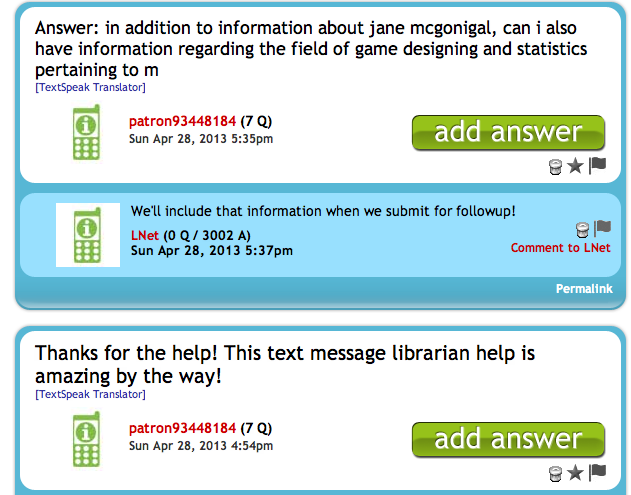 Answer: in addition to information about jane mcgonigal, can i also
have information regarding the field of game designing and statistics
pertaining to m
[TextSpeak Translator]
patron93448184 (7 Q)
Sun Apr 28, 2013 5:35pm
add answer
We'll include that information when we submit for followup!
LNet (0 Q / 3002 A)
Sun Apr 28, 2013 5:37pm
Comment to LNet
Permalink
Thanks for the help! This text message librarian help is
amazing by the way!
[TextSpeak Translator]
patron93448184 (7 Q)
Sun Apr 28, 2013 4:54pm
add answer